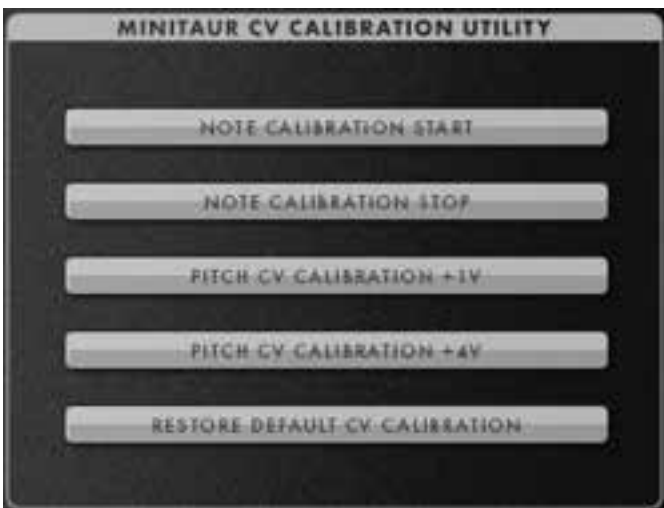 MINITAUR CV CALIBRATION UTILITY
NOTE CALIBRATION START
NOTE CALIBRATION STOP
PITCH CV CALIBRATION +1V
PITCH CV CALIBRATION +4V
RESTORE DEFAULT CV CALIBRATION